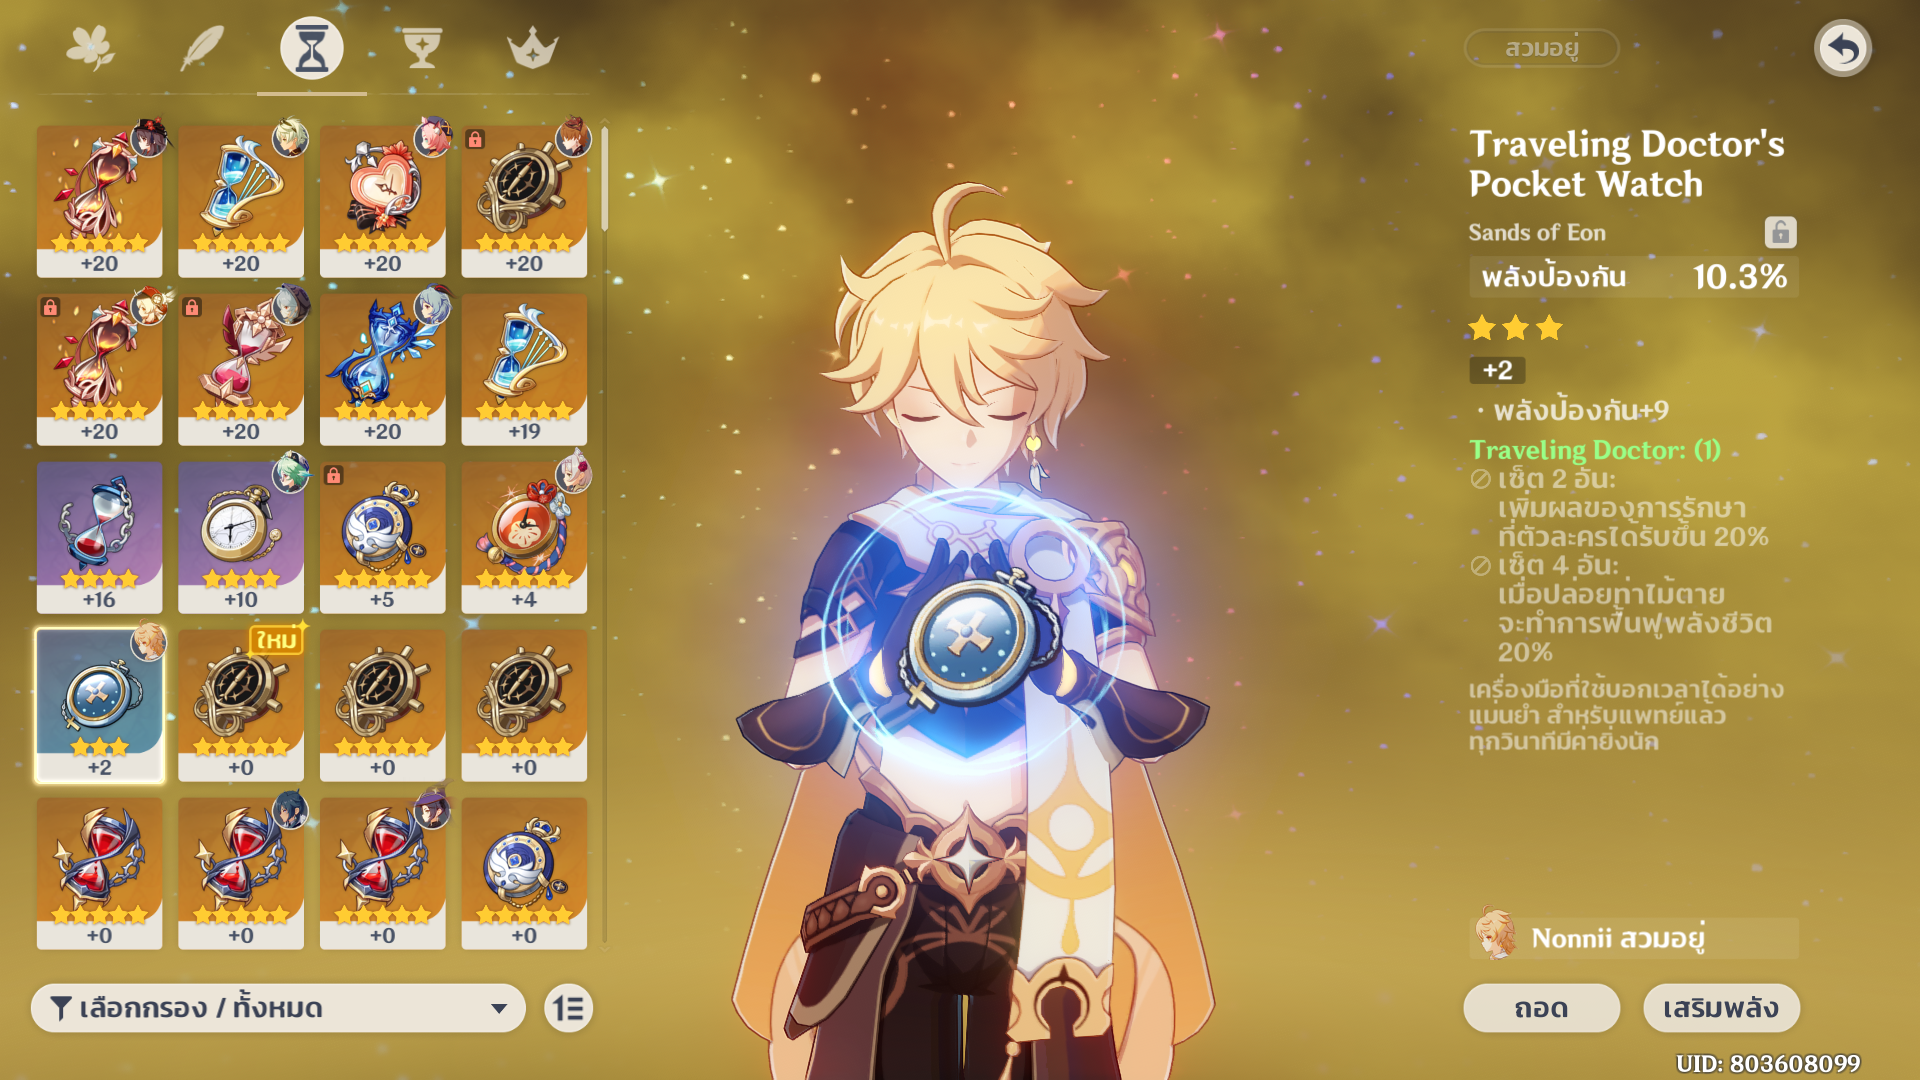 สวมอยู่
Traveling Doctor's
Pocket Watch
Sands of Eon
พลังป้องกัน 10.3%
+2
· พลังป้องกัน+9
Traveling Doctor: (1)
เซ็ต 2 อัน:
เพิ่มผลของการรักษา
ที่ตัวละครได้รับขึ้น 20%
เซ็ต 4 อัน:
เมื่อปล่อยท่าไม้ตาย
จะทำการฟื้นฟูพลังชีวิต
20%
เครื่องมือที่ใช้บอกเวลาได้อย่าง
แม่นยำ สำหรับแพทย์แล้ว
ทุกวินาทีมีค่ายิ่งนัก
Nonnii สวมอยู่
ถอด เสริมพลัง
UID: 803608099
+20 +20 +20 +20
+20 +20 +20 +19
+16 +10 +5 +4
ใหม่
+2 +0 +0 +0
+0 +0 +0 +0
เลือกกรอง / ทั้งหมด